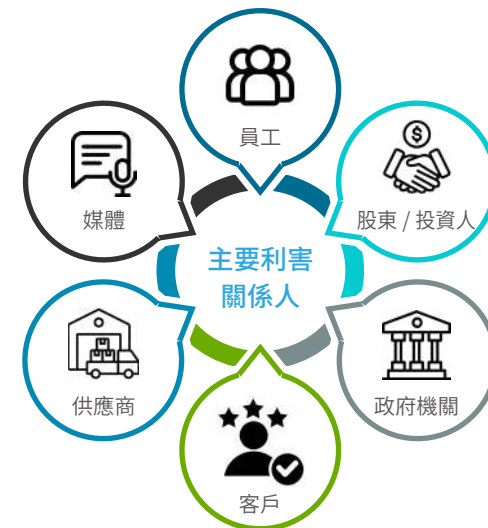 員工
媒體
$
股東 / 投資人
主要利害
關係人
供應商
政府機關
客戶